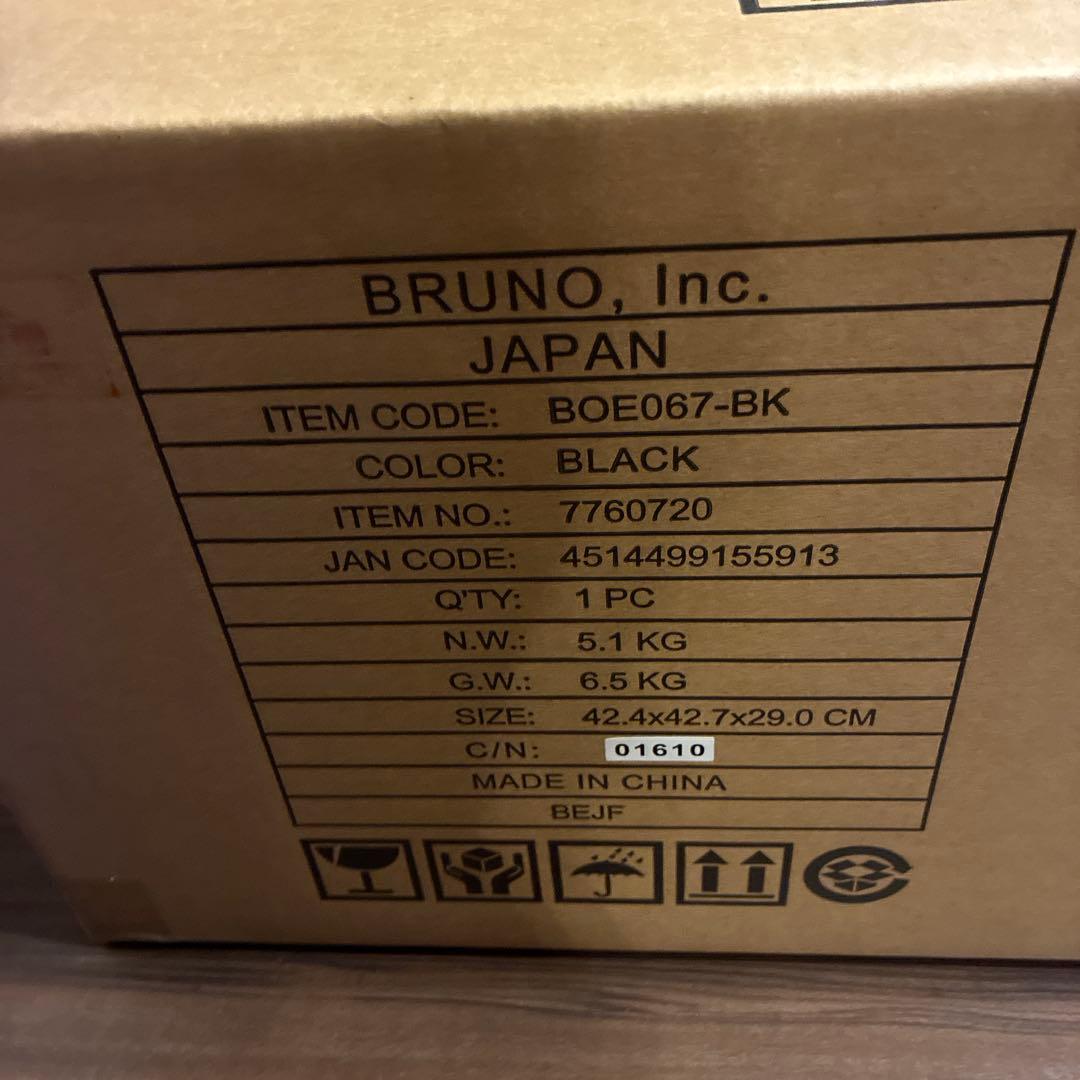 BRUNO, Inc.
JAPAN
ITEM CODE: BOE067-BK
COLOR: BLACK
ITEM NO.: 7760720
JAN CODE: 4514499155913
Q'TY: 1 PC
N.W.: 5.1 KG
G.W.: 6.5 KG
SIZE: 42.4x42.7x29.0 CM
C/N: 01610
MADE IN CHINA
BEJF